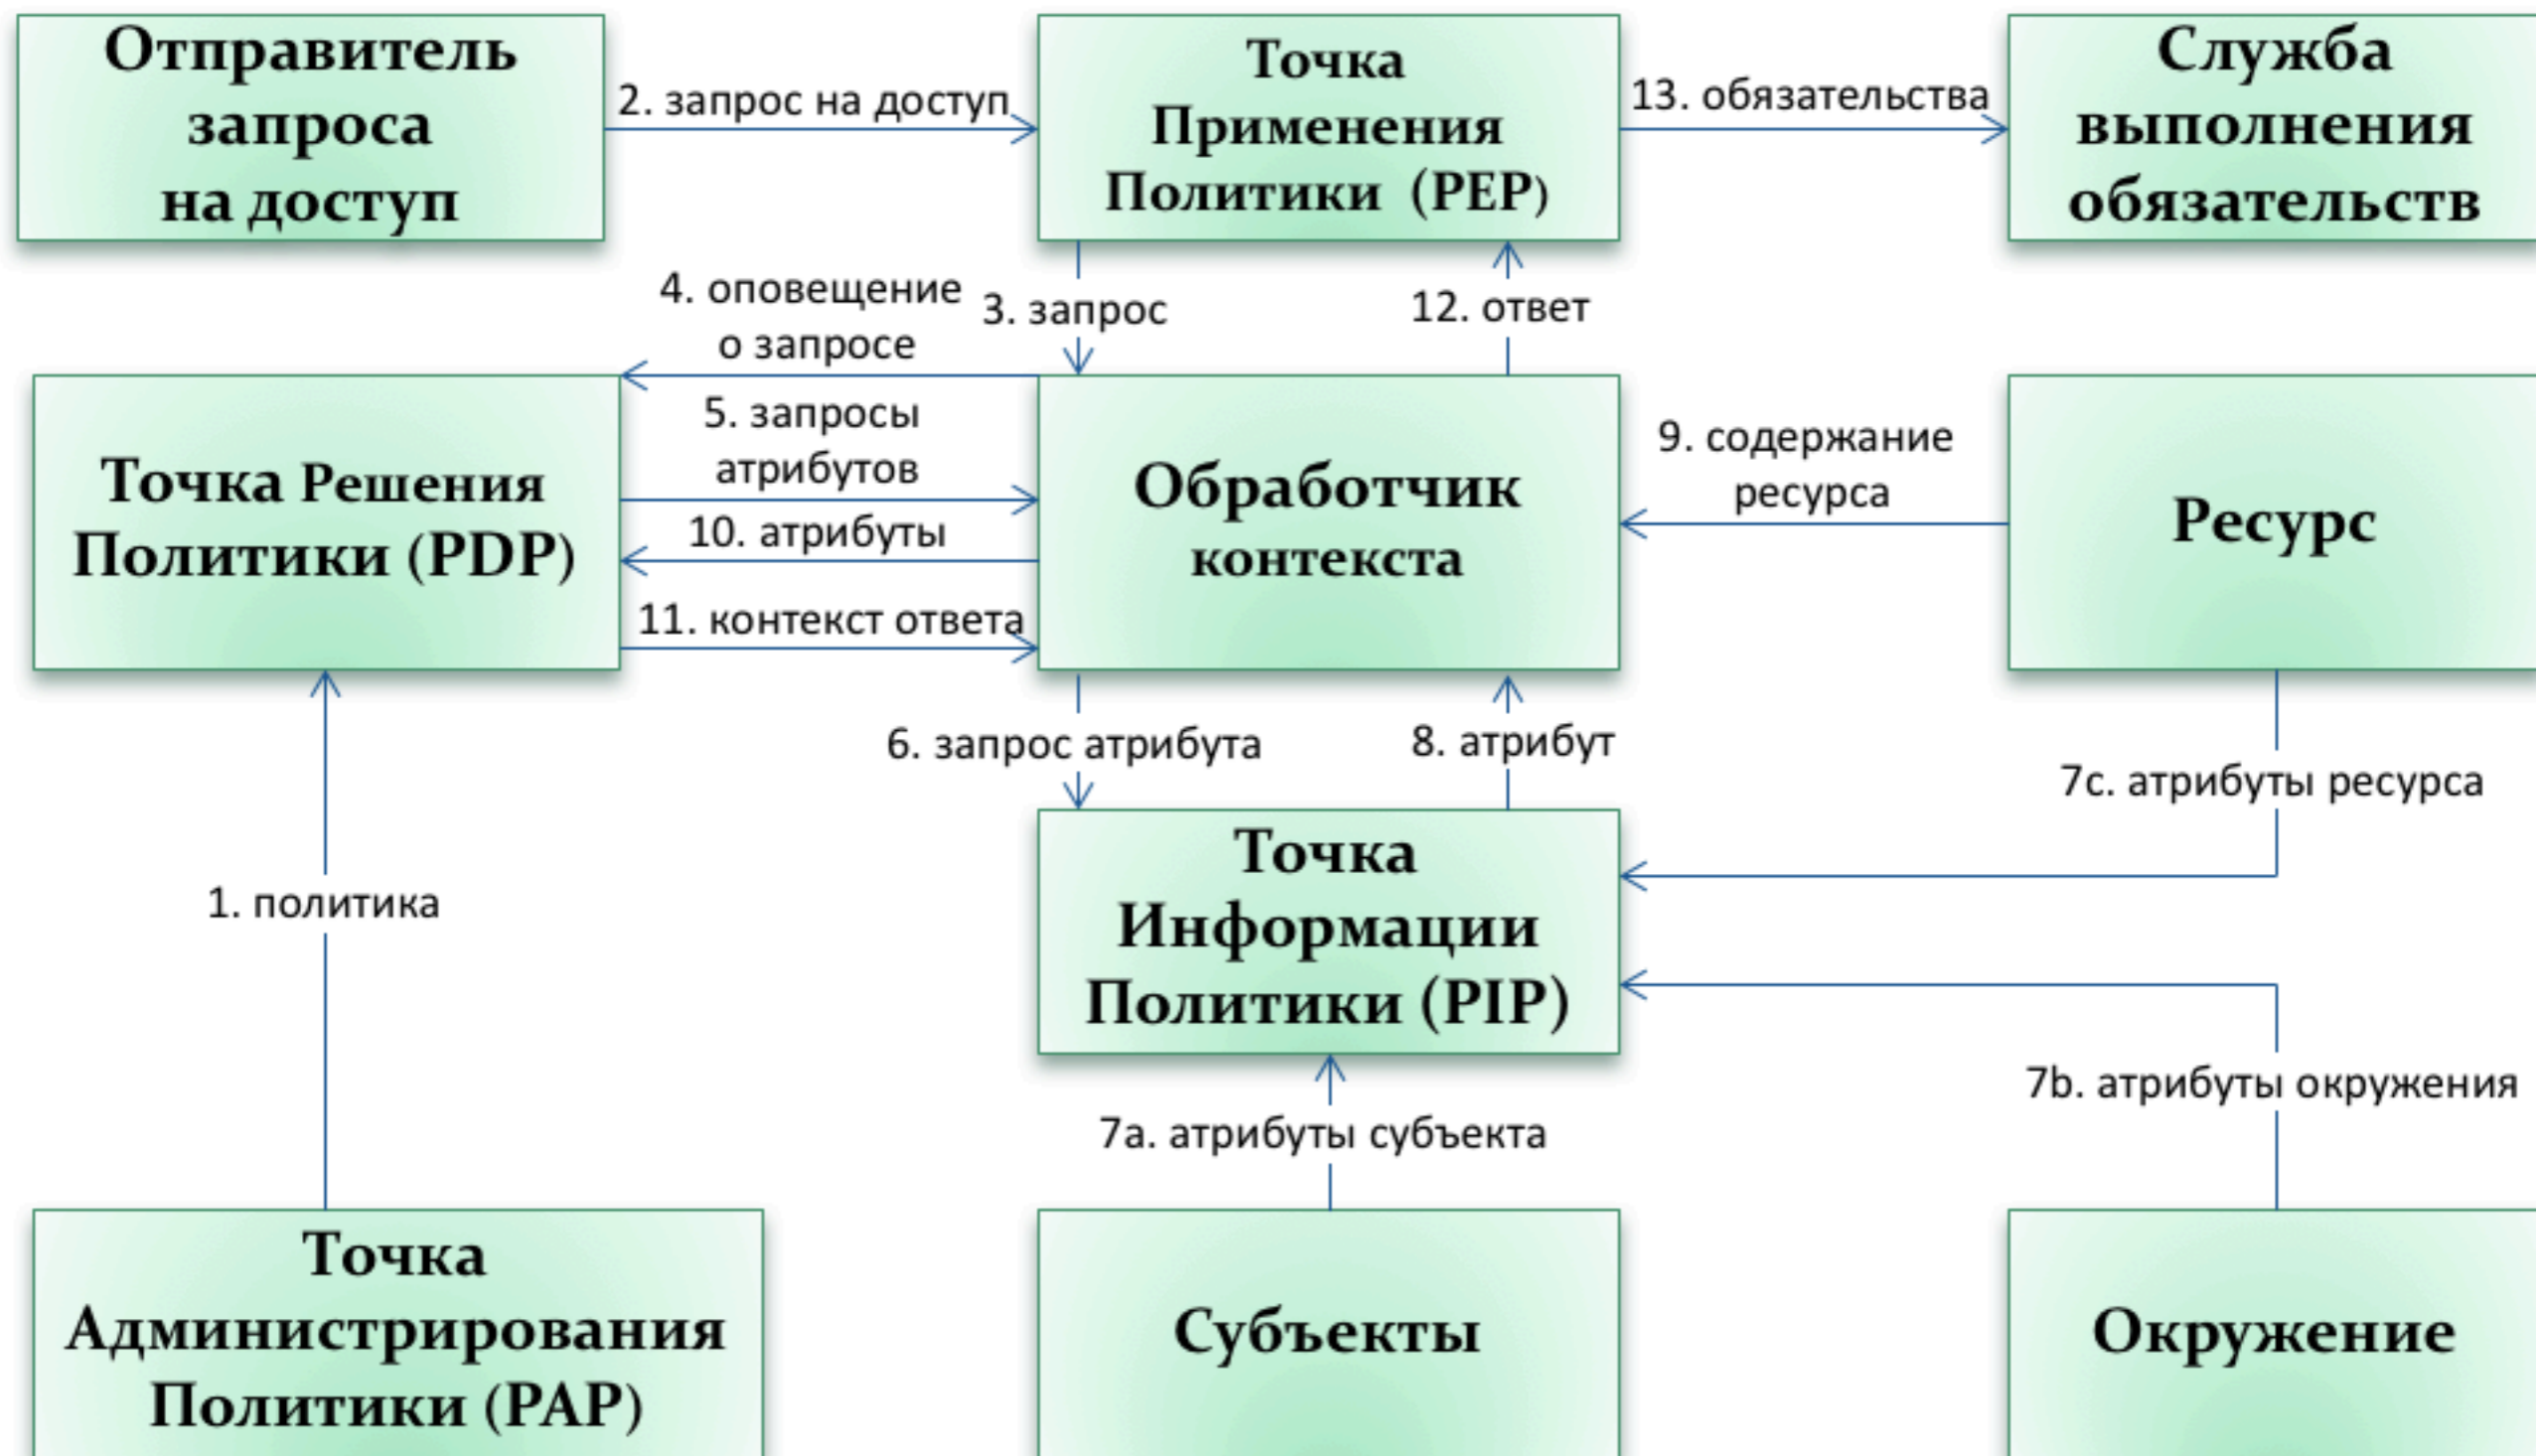 Отправитель
запроса
на доступ
2. запрос на доступ
Точка
Применения
Политики (PEP)
13. обязательства
Служба
выполнения
обязательств
4. оповещение
о запросе
3. запрос
12. ответ
Точка Решения
Политики (PDP)
5. запросы
атрибутов
10. атрибуты
11. контекст ответа
Обработчик
контекста
9. содержание
ресурса
Ресурс
6. запрос атрибута
8. атрибут
7c. атрибуты ресурса
1. политика
Точка
Информации
Политики (PIP)
7a. атрибуты субъекта
7b. атрибуты окружения
Точка
Администрирования
Политики (PAP)
Субъекты
Окружение